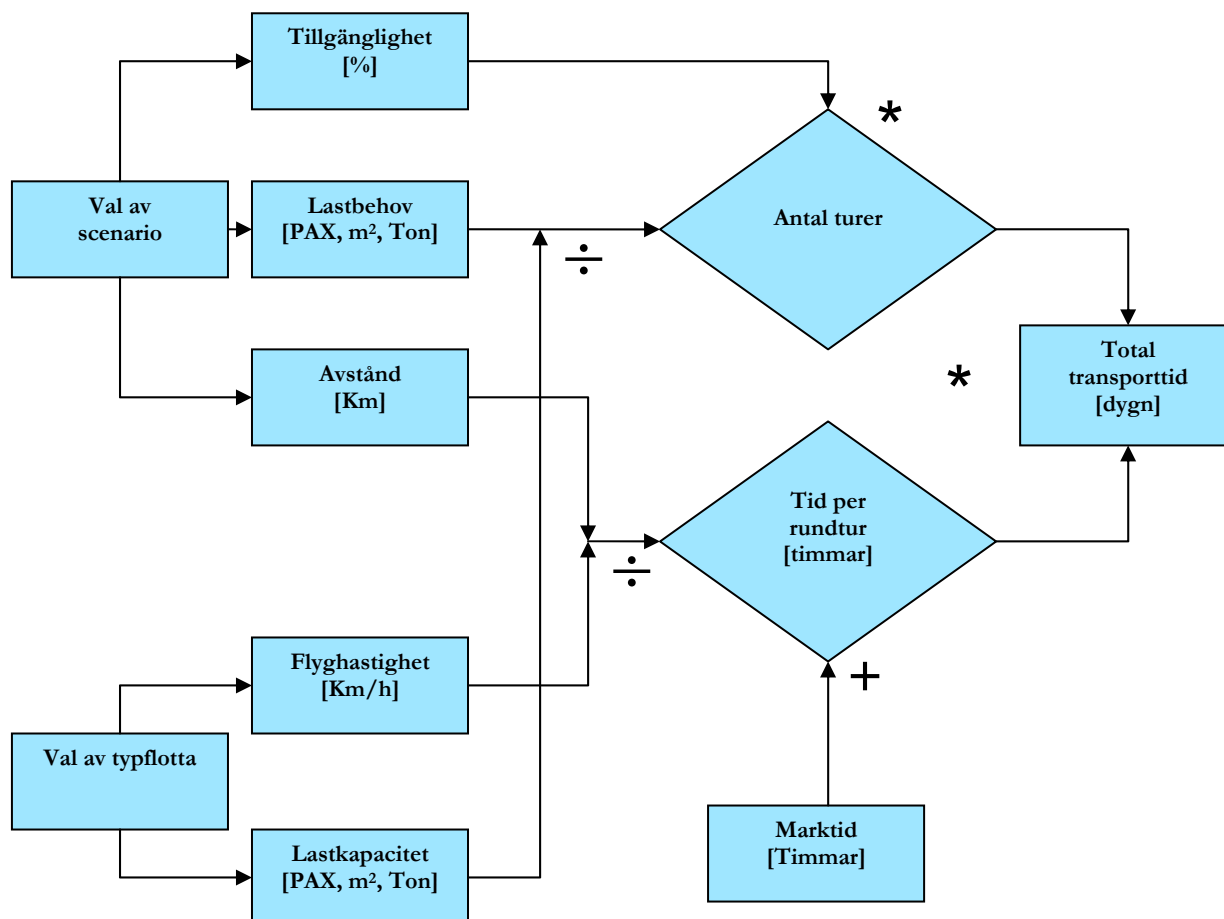 Tillgänglighet
[%]
*
Val av
scenario
Lastbehov
[PAX, m², Ton]
÷
Antal turer
Avstånd
[Km]
*
Total
transporttid
[dygn]
Tid per
rundtur
[timmar]
÷
Flyghastighet
[Km/h]
+
Val av typflotta
Lastkapacitet
[PAX, m², Ton]
Marktid
[Timmar]